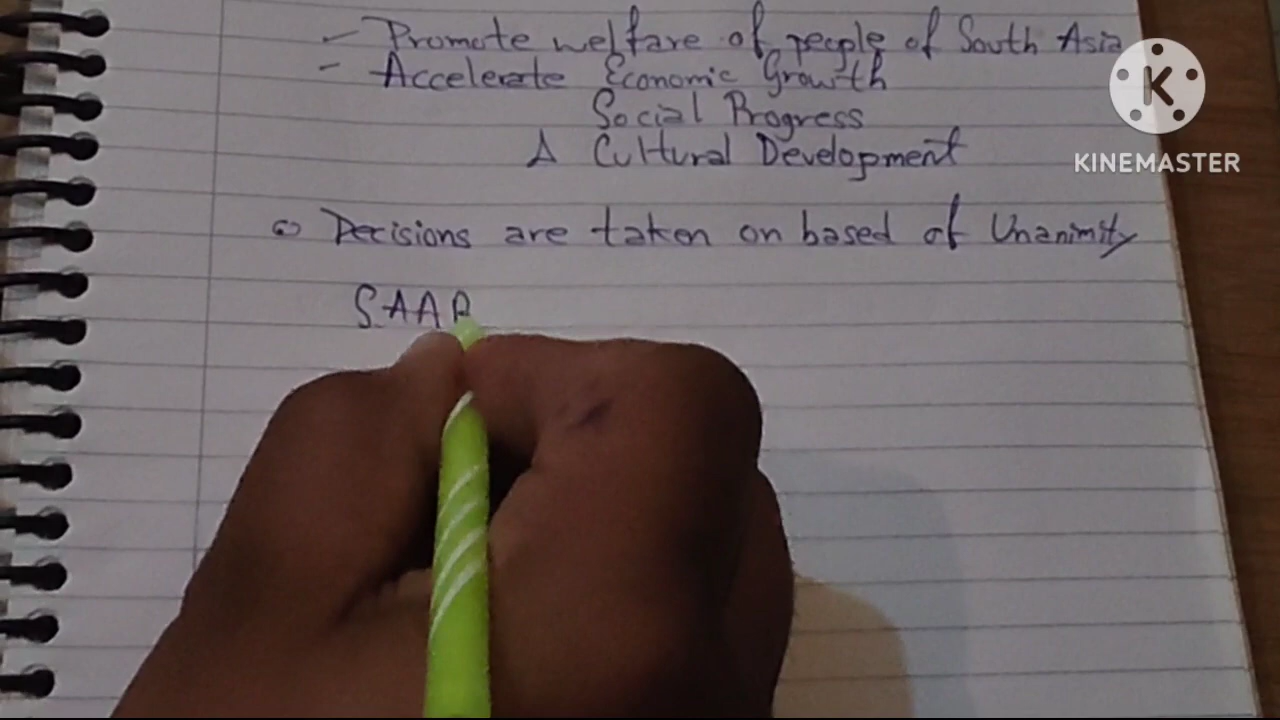 - Promote welfare of people of South Asia
- Accelerate Economic Growth
Social Progress
& Cultural Development
Decisions are taken on based of Unanimity
SAAR
K
KINEMASTER